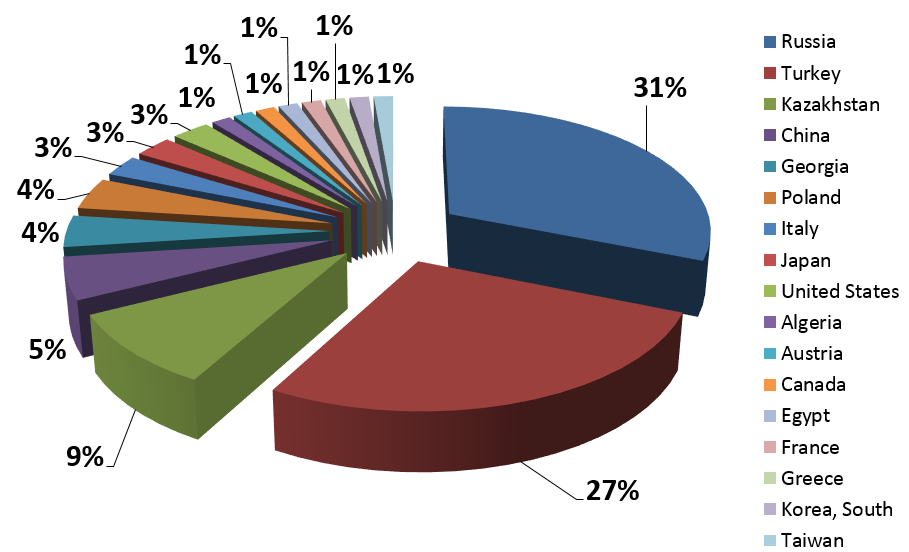 1%
1%
1%
1%
1%
1%
1%
1%
3%
3%
3%
4%
4%
5%
9%
27%
31%
Russia
Turkey
Kazakhstan
China
Georgia
Poland
Italy
Japan
United States
Algeria
Austria
Canada
Egypt
France
Greece
Korea, South
Taiwan